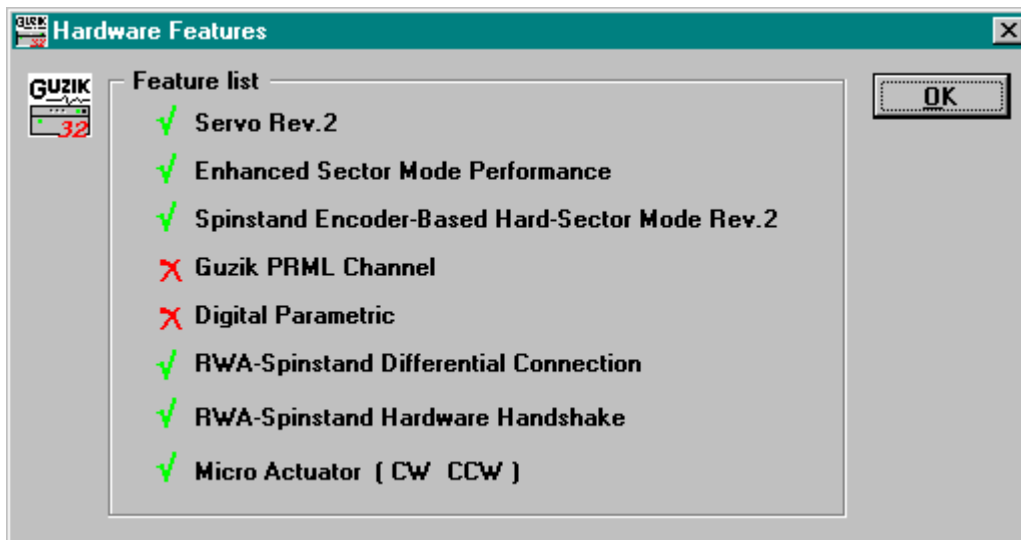 GUZIK
32
Hardware Features
GUZIK
32
Feature list
OK
Servo Rev.2
Enhanced Sector Mode Performance
Spinstand Encoder-Based Hard-Sector Mode Rev.2
Guzik PRML Channel
Digital Parametric
RWA-Spinstand Differential Connection
RWA-Spinstand Hardware Handshake
Micro Actuator ( CW CCW )